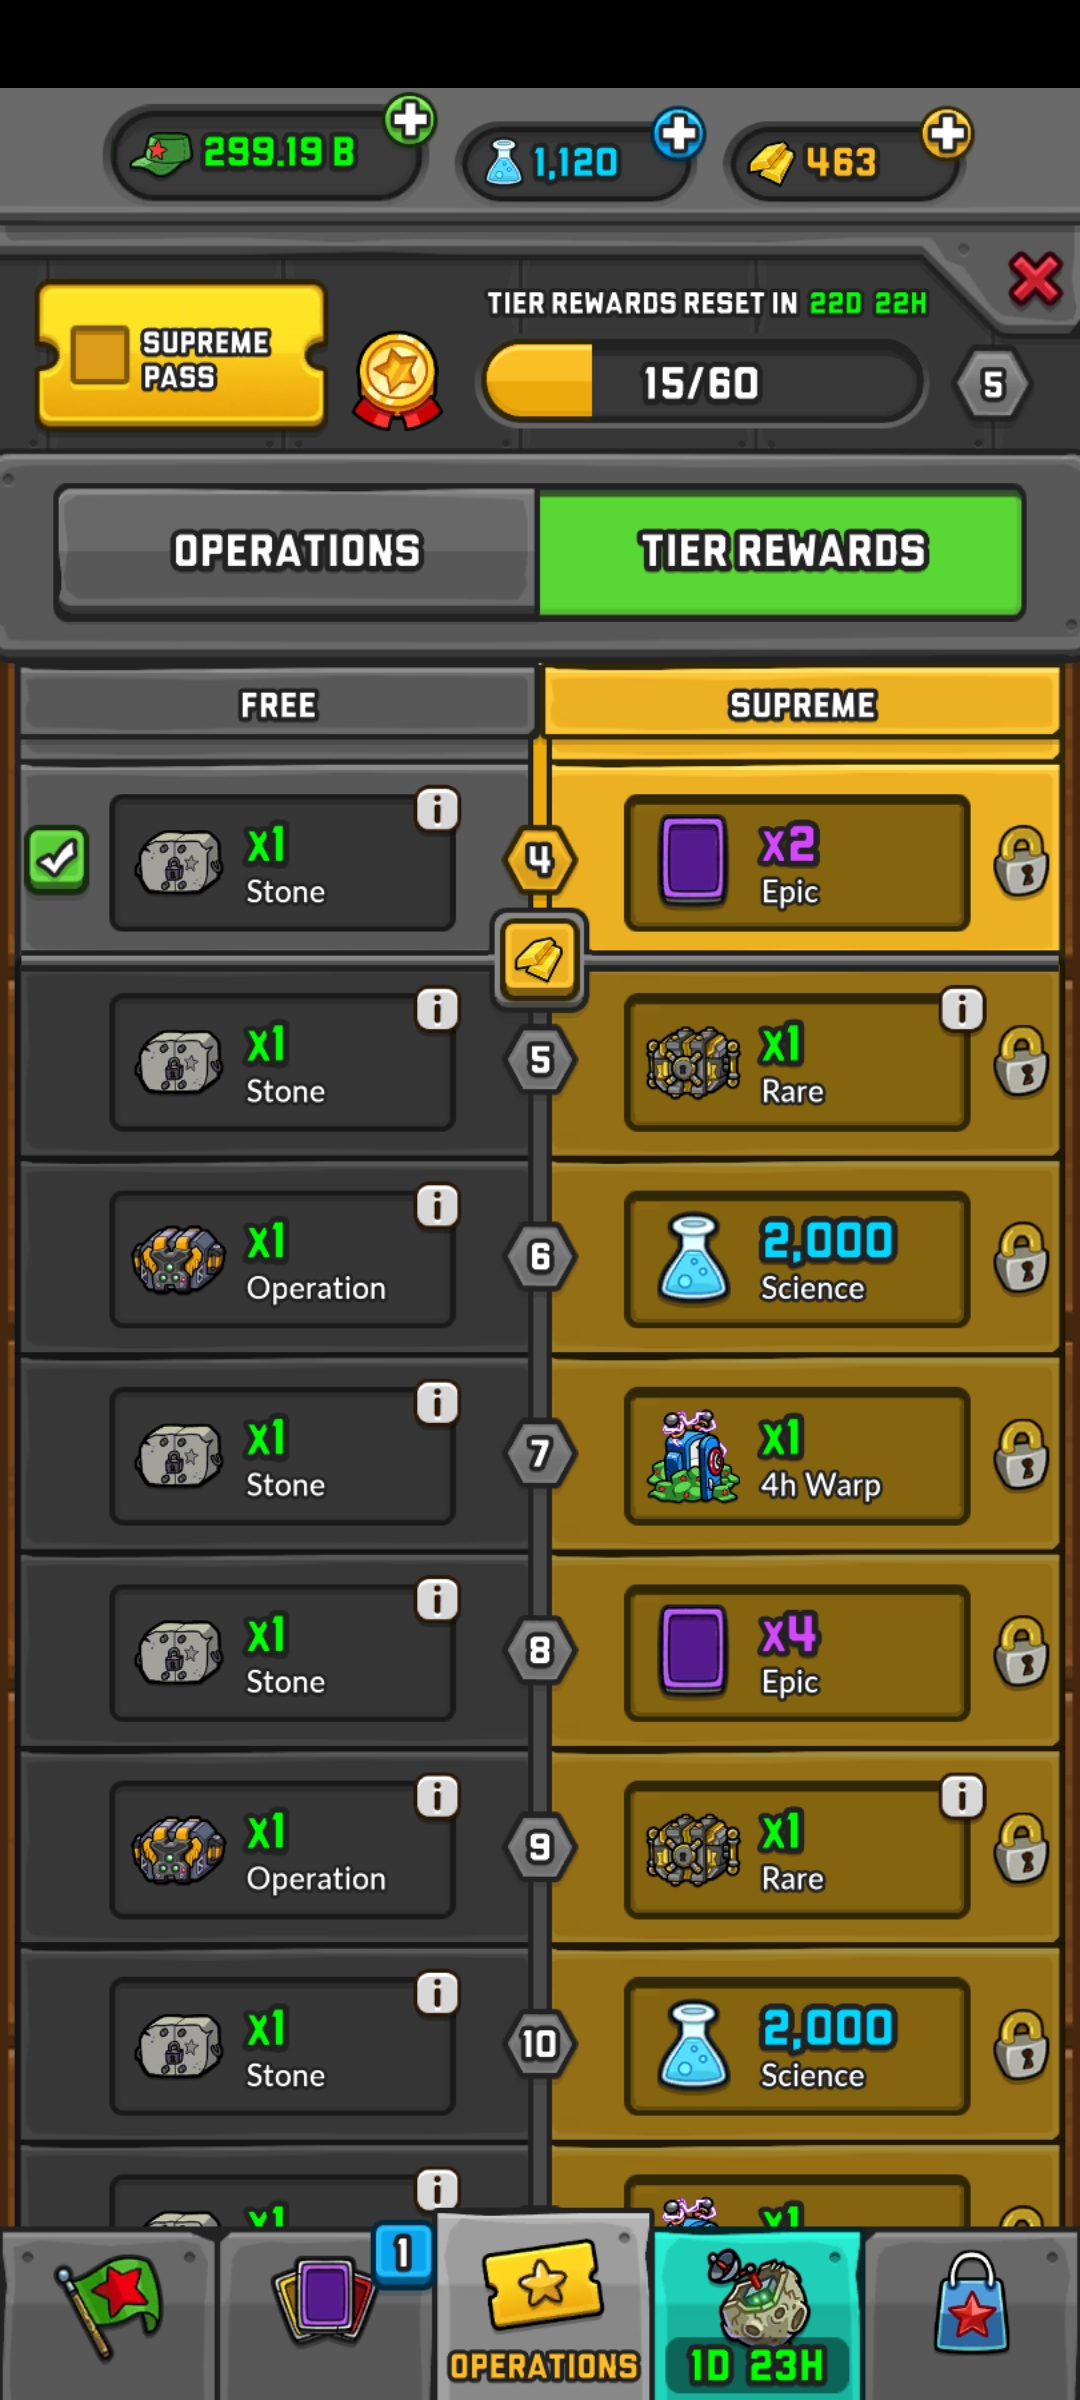 299.19 B
1,120
463
TIER REWARDS RESET IN 22D 22H
SUPREME
PASS
15/60
5
OPERATIONS
TIER REWARDS
FREE
SUPREME
x1
Stone
4
x2
Epic
x1
Stone
5
x1
Rare
x1
Operation
6
2,000
Science
x1
Stone
7
x1
4h Warp
x1
Stone
8
x4
Epic
x1
Operation
9
x1
Rare
x1
Stone
10
2,000
Science
x1
x1
1
OPERATIONS
1D 23H